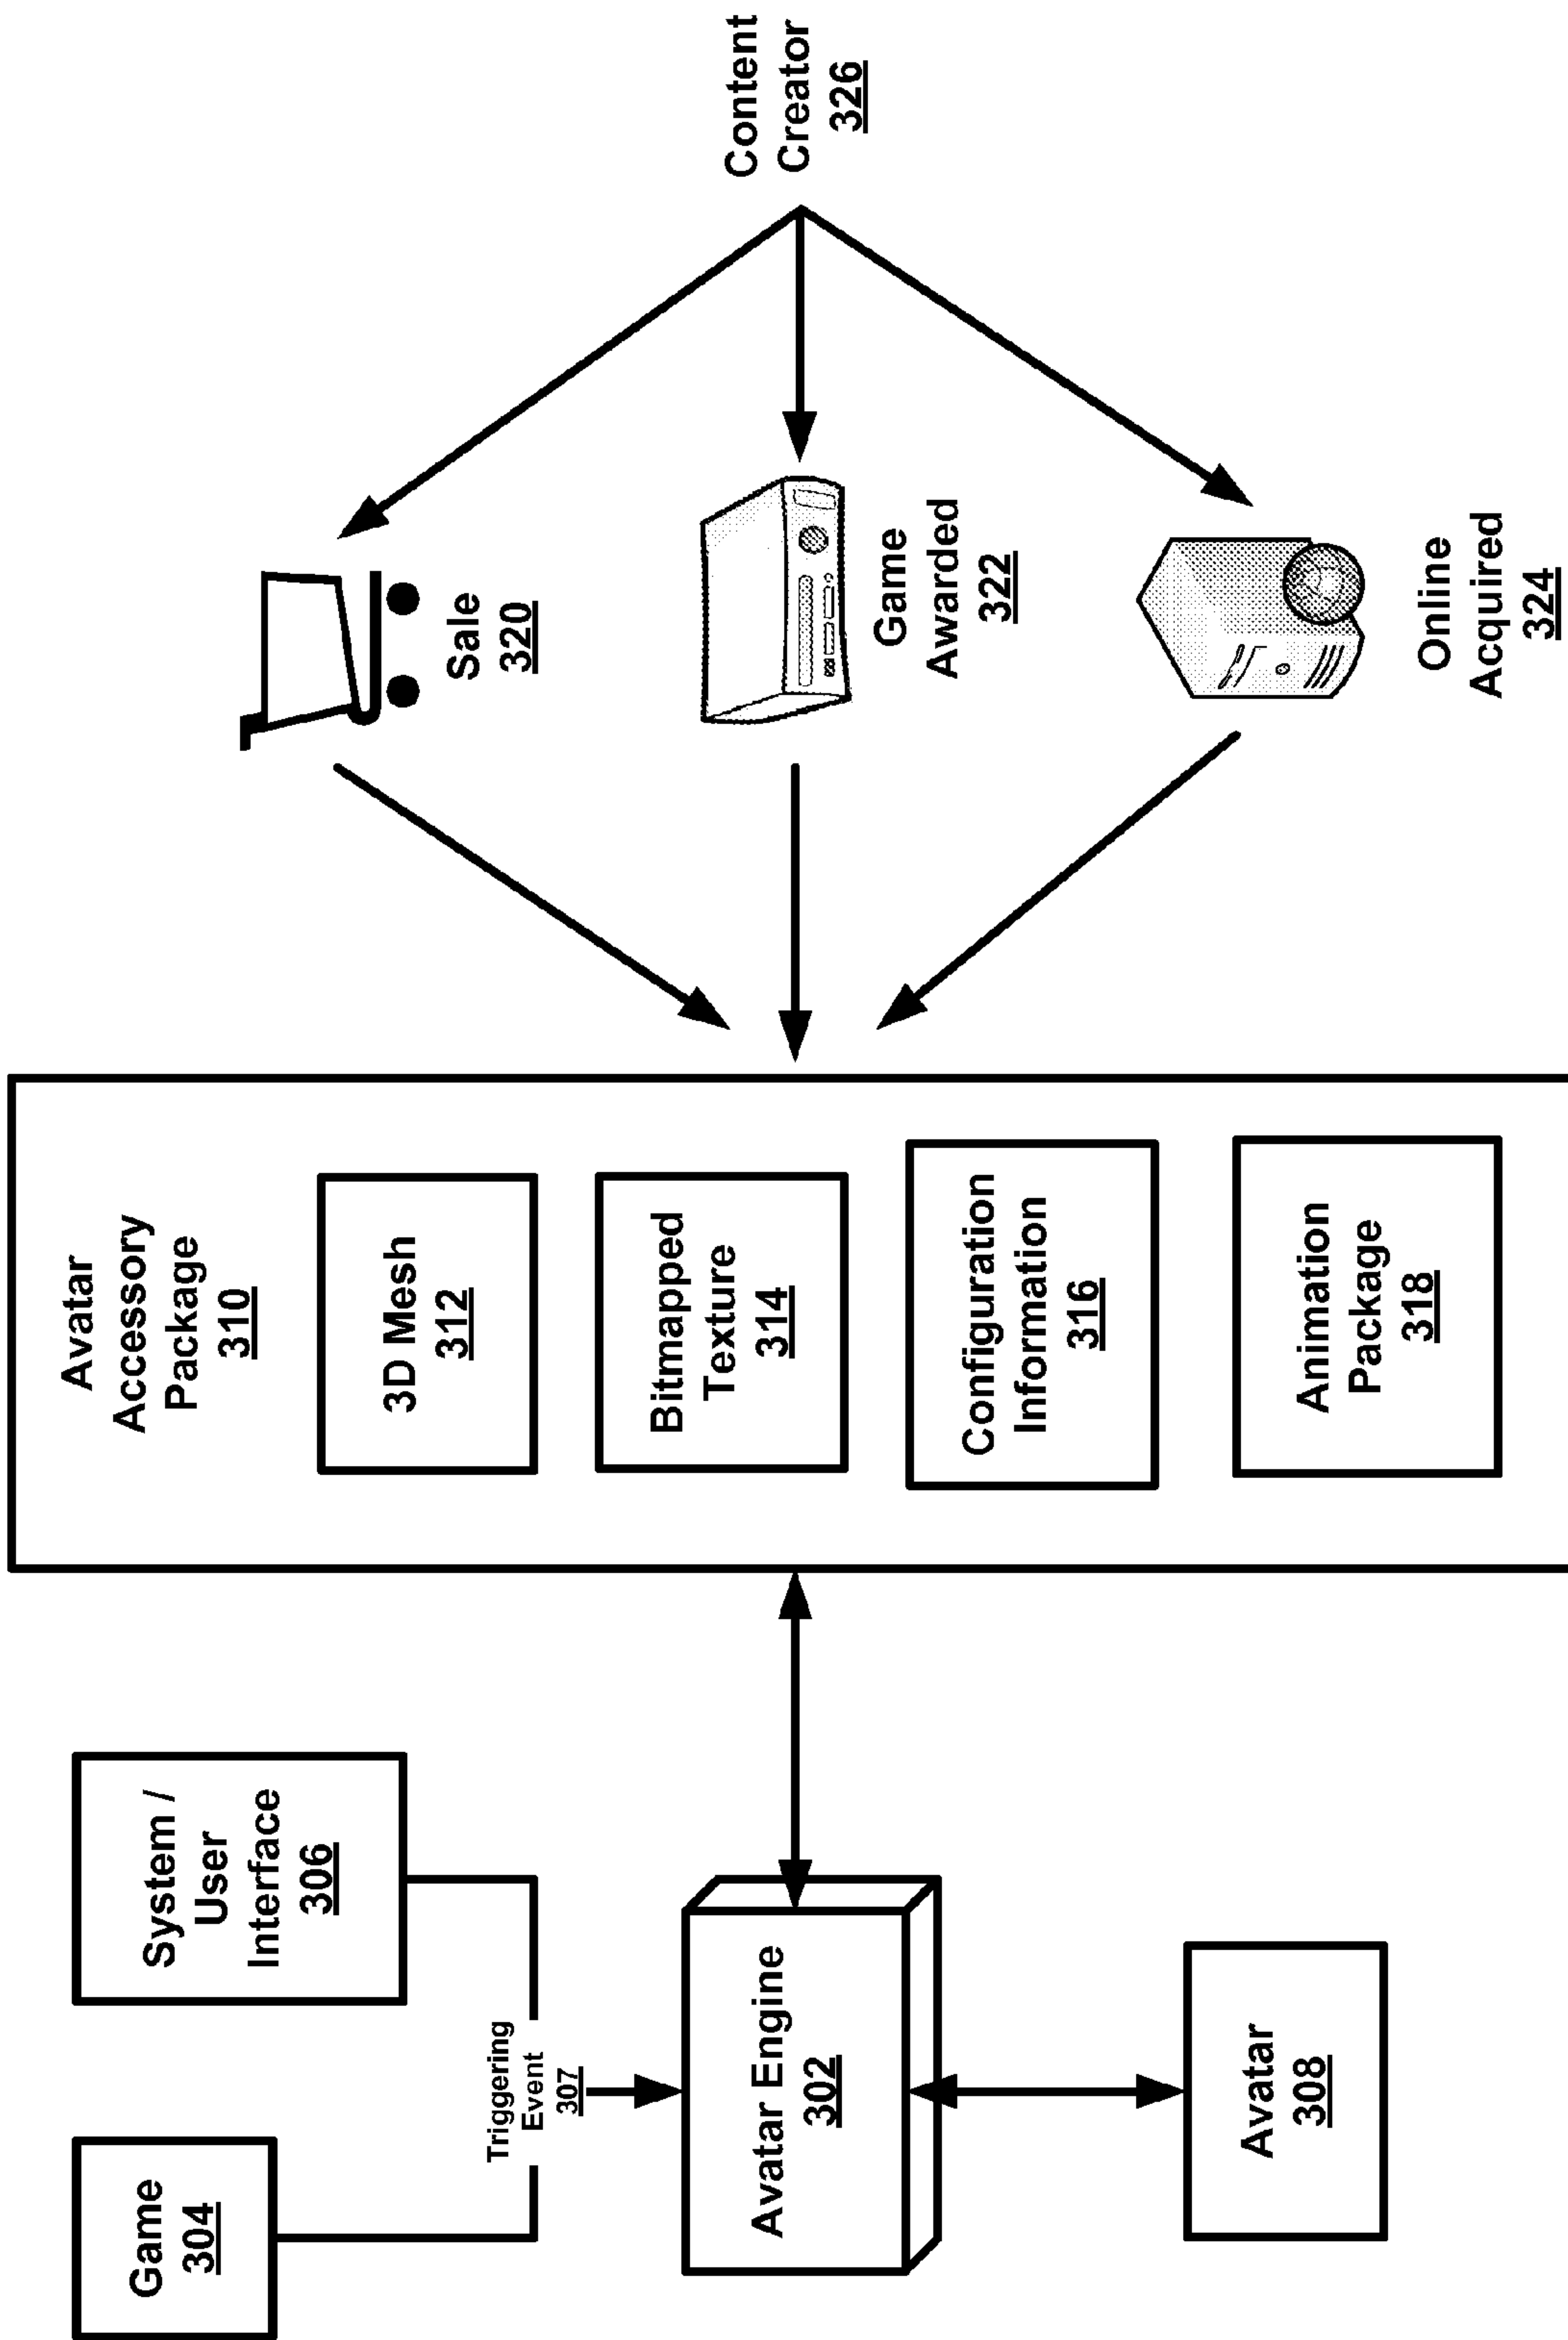 Game
304
System /
User
Interface
306
Triggering
Event
307
Avatar Engine
302
Avatar
308
Avatar
Accessory
Package
310
3D Mesh
312
Bitmapped
Texture
314
Configuration
Information
316
Animation
Package
318
Sale
320
Game
Awarded
322
Online
Acquired
324
Content
Creator
326